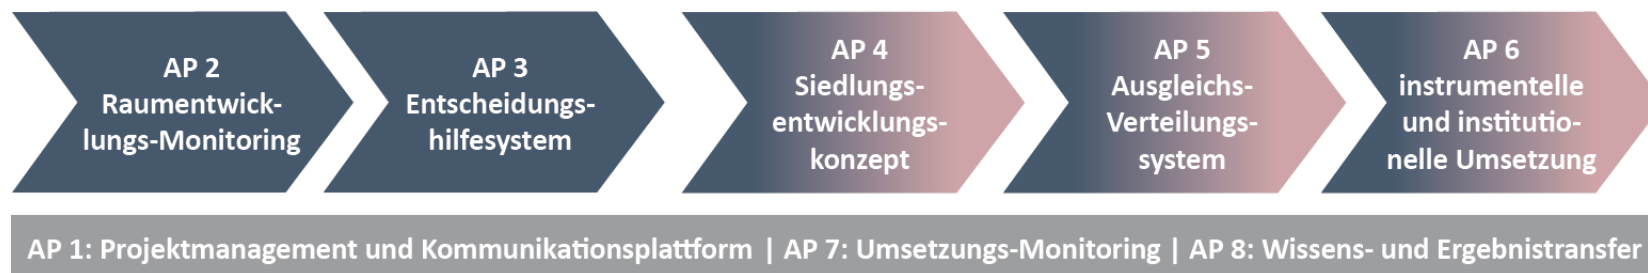 AP 2
Raumentwick-
lungs-Monitoring
AP 3
Entscheidungs-
hilfesystem
AP 4
Siedlungs-
entwicklungs-
konzept
AP 5
Ausgleichs-
Verteilungs-
system
AP 6
instrumentelle
und institutio-
nelle Umsetzung
AP 1: Projektmanagement und Kommunikationsplattform | AP 7: Umsetzungs-Monitoring | AP 8: Wissens- und Ergebnistransfer